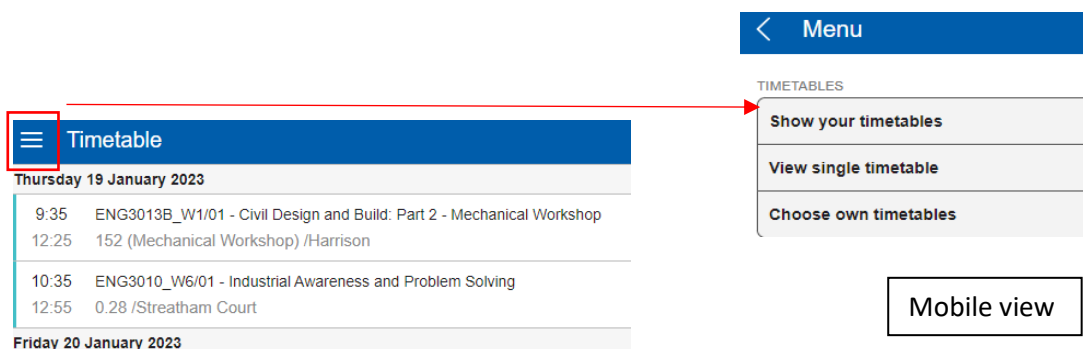 Menu
TIMETABLES
Show your timetables
View single timetable
Choose own timetables
Timetable
Thursday 19 January 2023
9:35 ENG3013B_W1/01 - Civil Design and Build: Part 2 - Mechanical Workshop
12:25 152 (Mechanical Workshop) /Harrison
10:35 ENG3010_W6/01 - Industrial Awareness and Problem Solving
12:55 0.28 /Streatham Court
Friday 20 January 2023
Mobile view